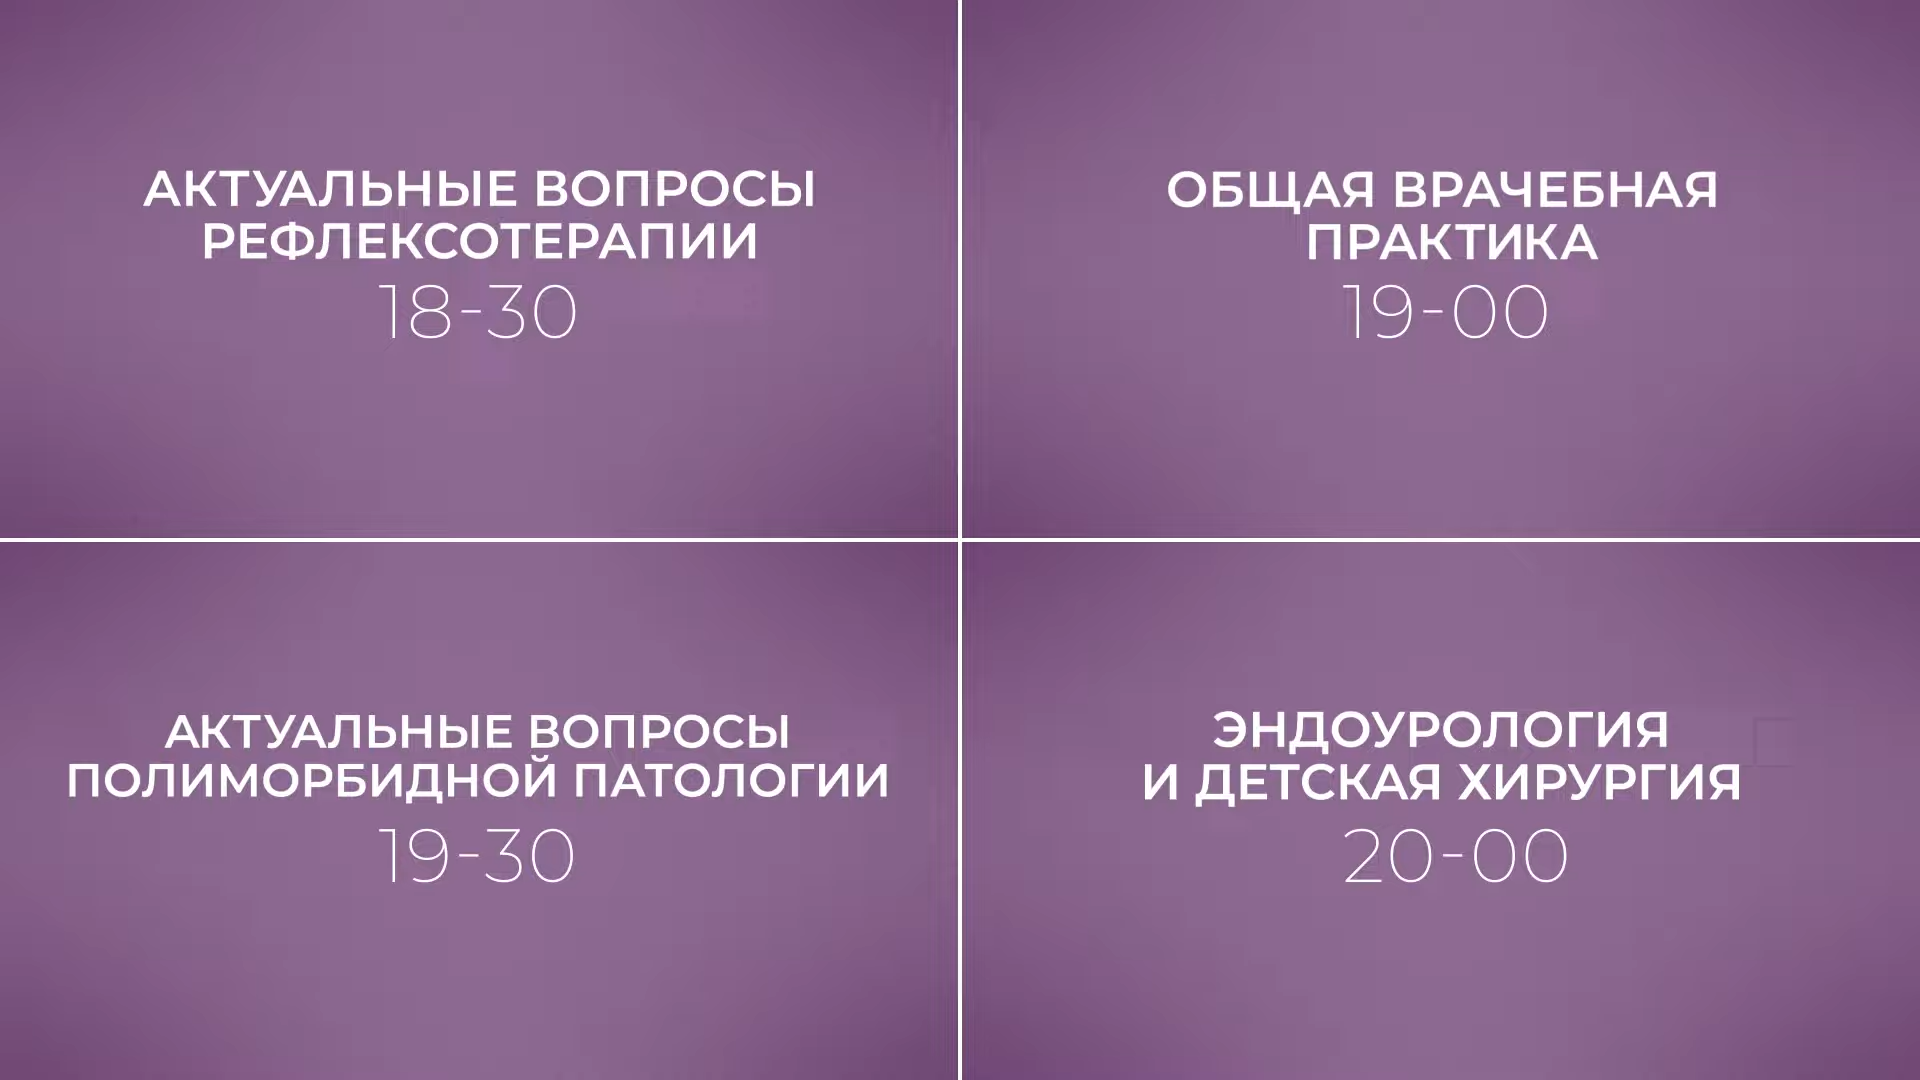 АКТУАЛЬНЫЕ ВОПРОСЫ
РЕФЛЕКСОТЕРАПИИ
18-30
ОБЩАЯ ВРАЧЕБНАЯ
ПРАКТИКА
19-00
АКТУАЛЬНЫЕ ВОПРОСЫ
ПОЛИМОРБИДНОЙ ПАТОЛОГИИ
19-30
ЭНДОУРОЛОГИЯ
И ДЕТСКАЯ ХИРУРГИЯ
20-00